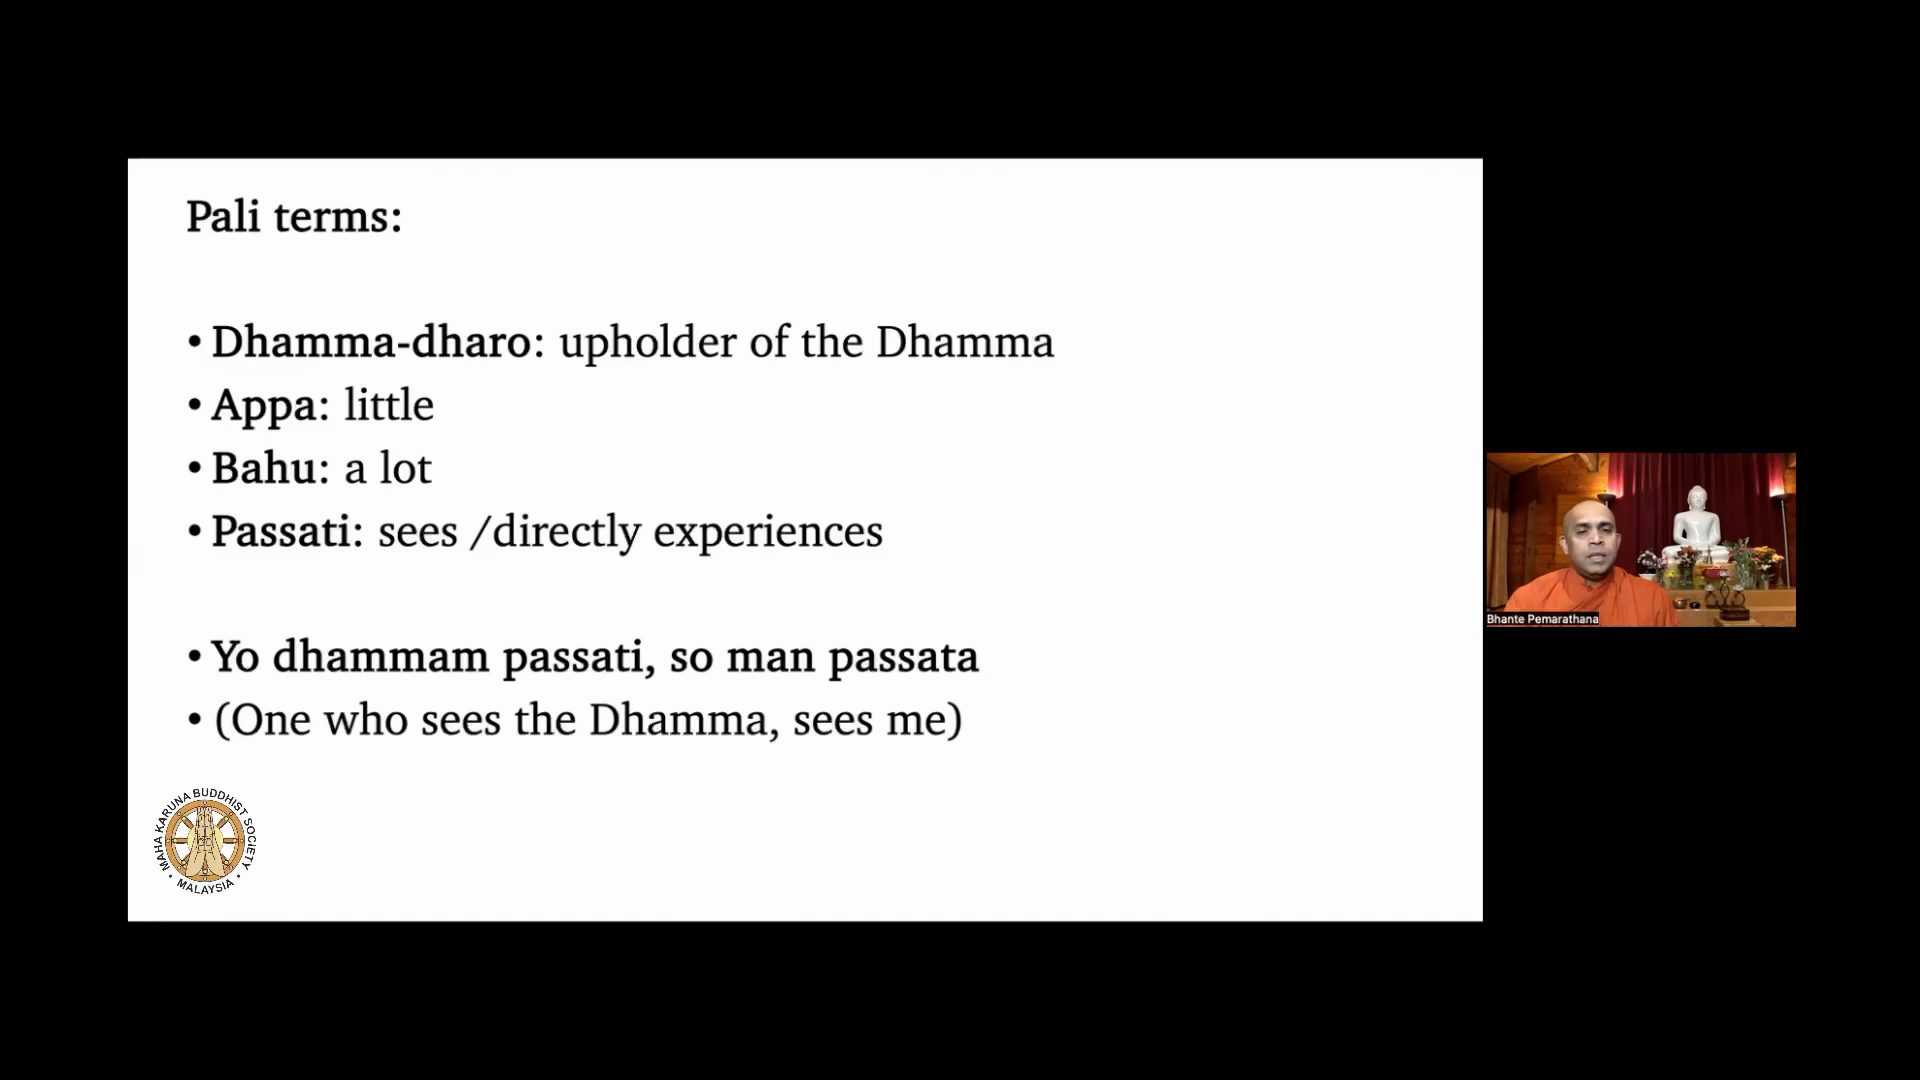 Pali terms:
• Dhamma-dharo: upholder of the Dhamma
• Appa: little
• Bahu: a lot
• Passati: sees /directly experiences
• Yo dhammam passati, so man passata
• (One who sees the Dhamma, sees me)
MAHA KARUNA BUDDHIST SOCIETY
• MALAYSIA •
Bhante Pemarathana